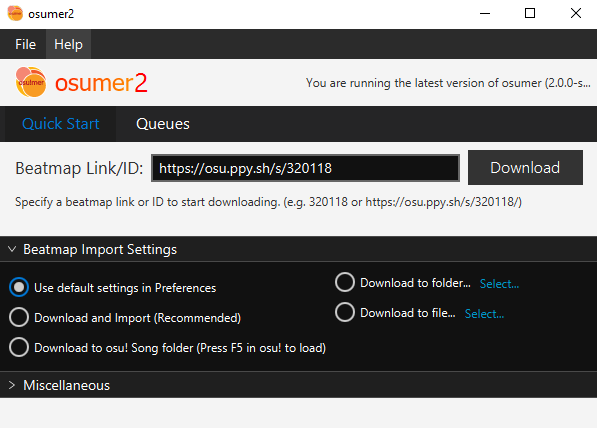 osumer2
File Help
osumer
osumer2
You are running the latest version of osumer (2.0.0-s...
Quick Start Queues
Beatmap Link/ID: https://osu.ppy.sh/s/320118 Download
Specify a beatmap link or ID to start downloading. (e.g. 320118 or https://osu.ppy.sh/s/320118/)
Beatmap Import Settings
Use default settings in Preferences
Download and Import (Recommended)
Download to osu! Song folder (Press F5 in osu! to load)
Download to folder... Select...
Download to file... Select...
Miscellaneous